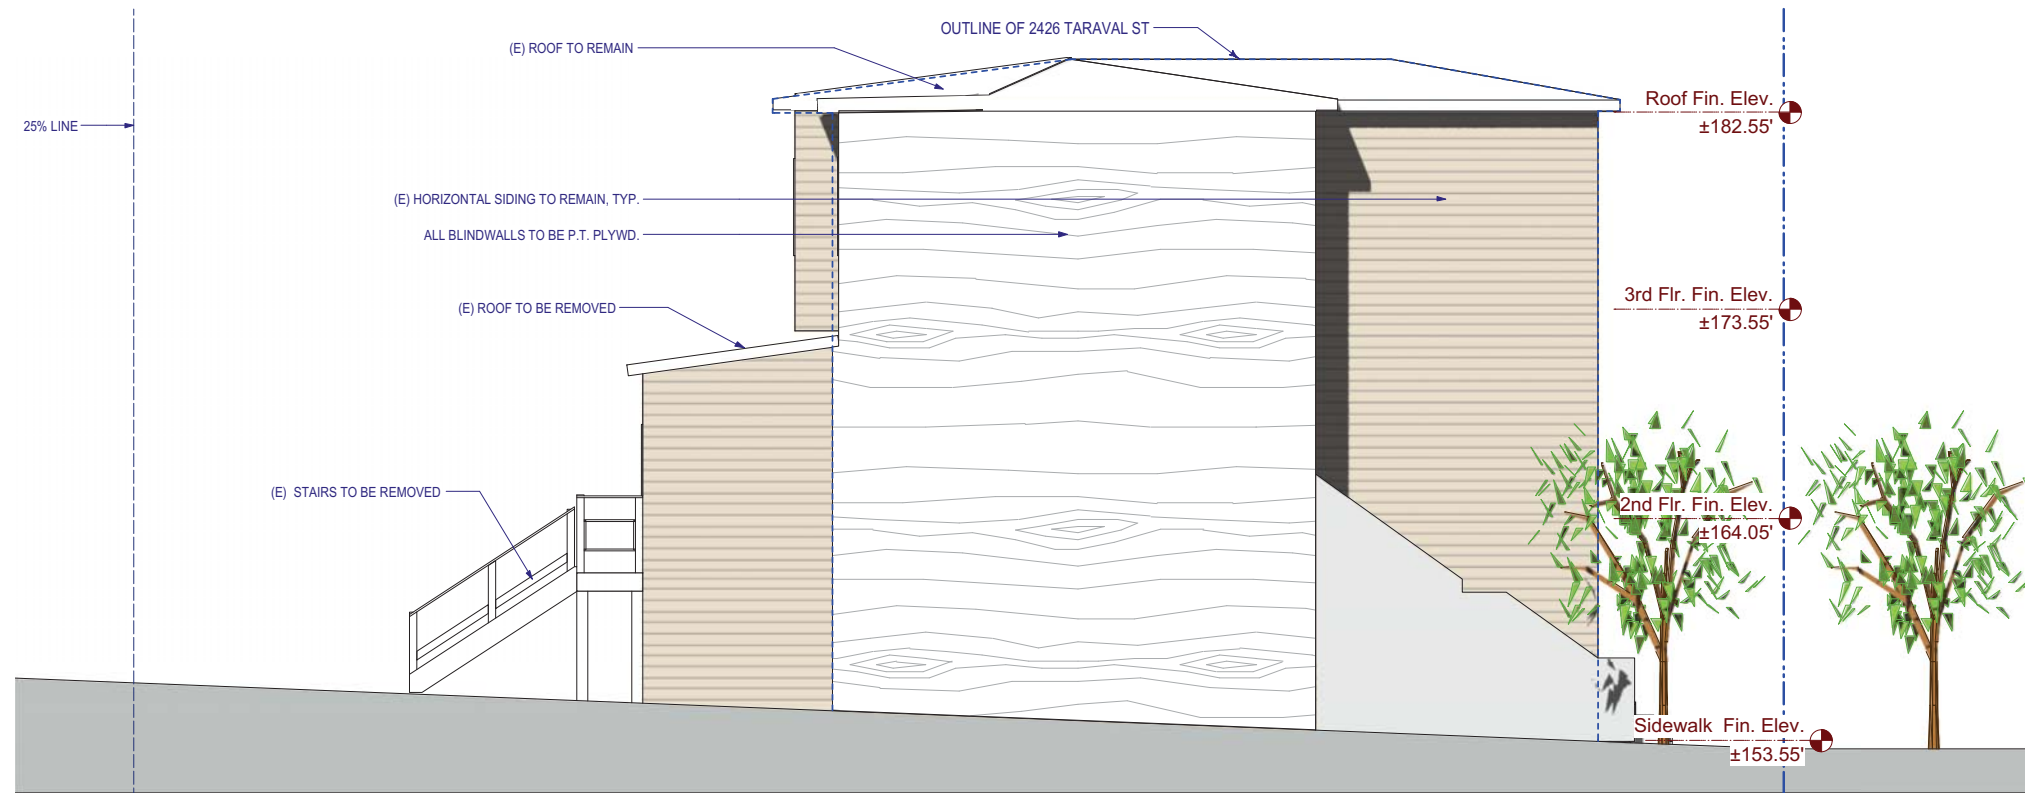 OUTLINE OF 2426 TARAVAL ST
(E) ROOF TO REMAIN
Roof Fin. Elev.
±182.55'
25% LINE
(E) HORIZONTAL SIDING TO REMAIN, TYP.
ALL BLINDWALLS TO BE P.T. PLYWD.
3rd Flr. Fin. Elev.
±173.55'
(E) ROOF TO BE REMOVED
(E) STAIRS TO BE REMOVED
2nd Flr. Fin. Elev.
±164.05'
Sidewalk Fin. Elev.
±153.55'